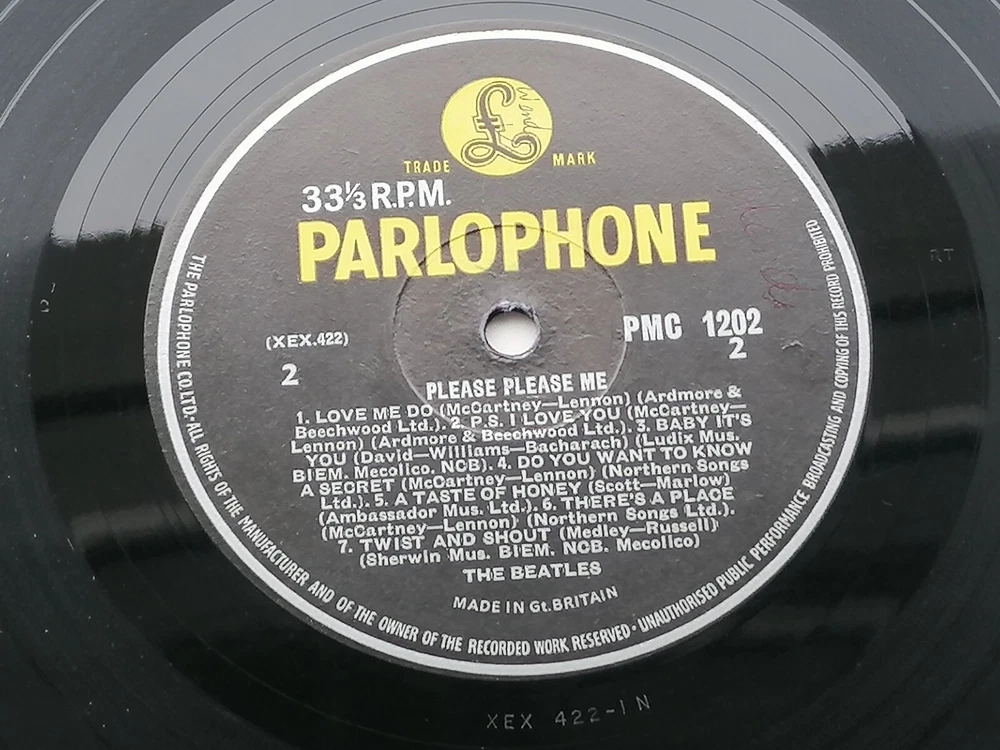 £
TRADE MARK
33⅓ R.P.M.
PARLOPHONE
(XEX.422)
2
PMC 1202
2
PLEASE PLEASE ME
1. LOVE ME DO (McCartney—Lennon) (Ardmore &
Beechwood Ltd.). 2. P.S. I LOVE YOU (McCartney—
Lennon) (Ardmore & Beechwood Ltd.). 3. BABY IT'S
YOU (David—Williams—Bacharach) (Ludix Mus.
BIEM. Mecolico. NCB). 4. DO YOU WANT TO KNOW
A SECRET (McCartney—Lennon) (Northern Songs
Ltd.). 5. A TASTE OF HONEY (Scott—Marlow)
(Ambassador Mus. Ltd.). 6. THERE'S A PLACE
(McCartney—Lennon) (Northern Songs Ltd.).
7. TWIST AND SHOUT (Medley—Russell)
(Sherwin Mus. BIEM. NCB. Mecolico)
THE BEATLES
MADE IN Gt. BRITAIN
THE PARLOPHONE CO. LTD. · ALL RIGHTS OF THE MANUFACTURER AND OF THE OWNER OF THE RECORDED WORK RESERVED · UNAUTHORISED PUBLIC PERFORMANCE BROADCASTING AND COPYING OF THIS RECORD PROHIBITED
RT
XEX 422-1N